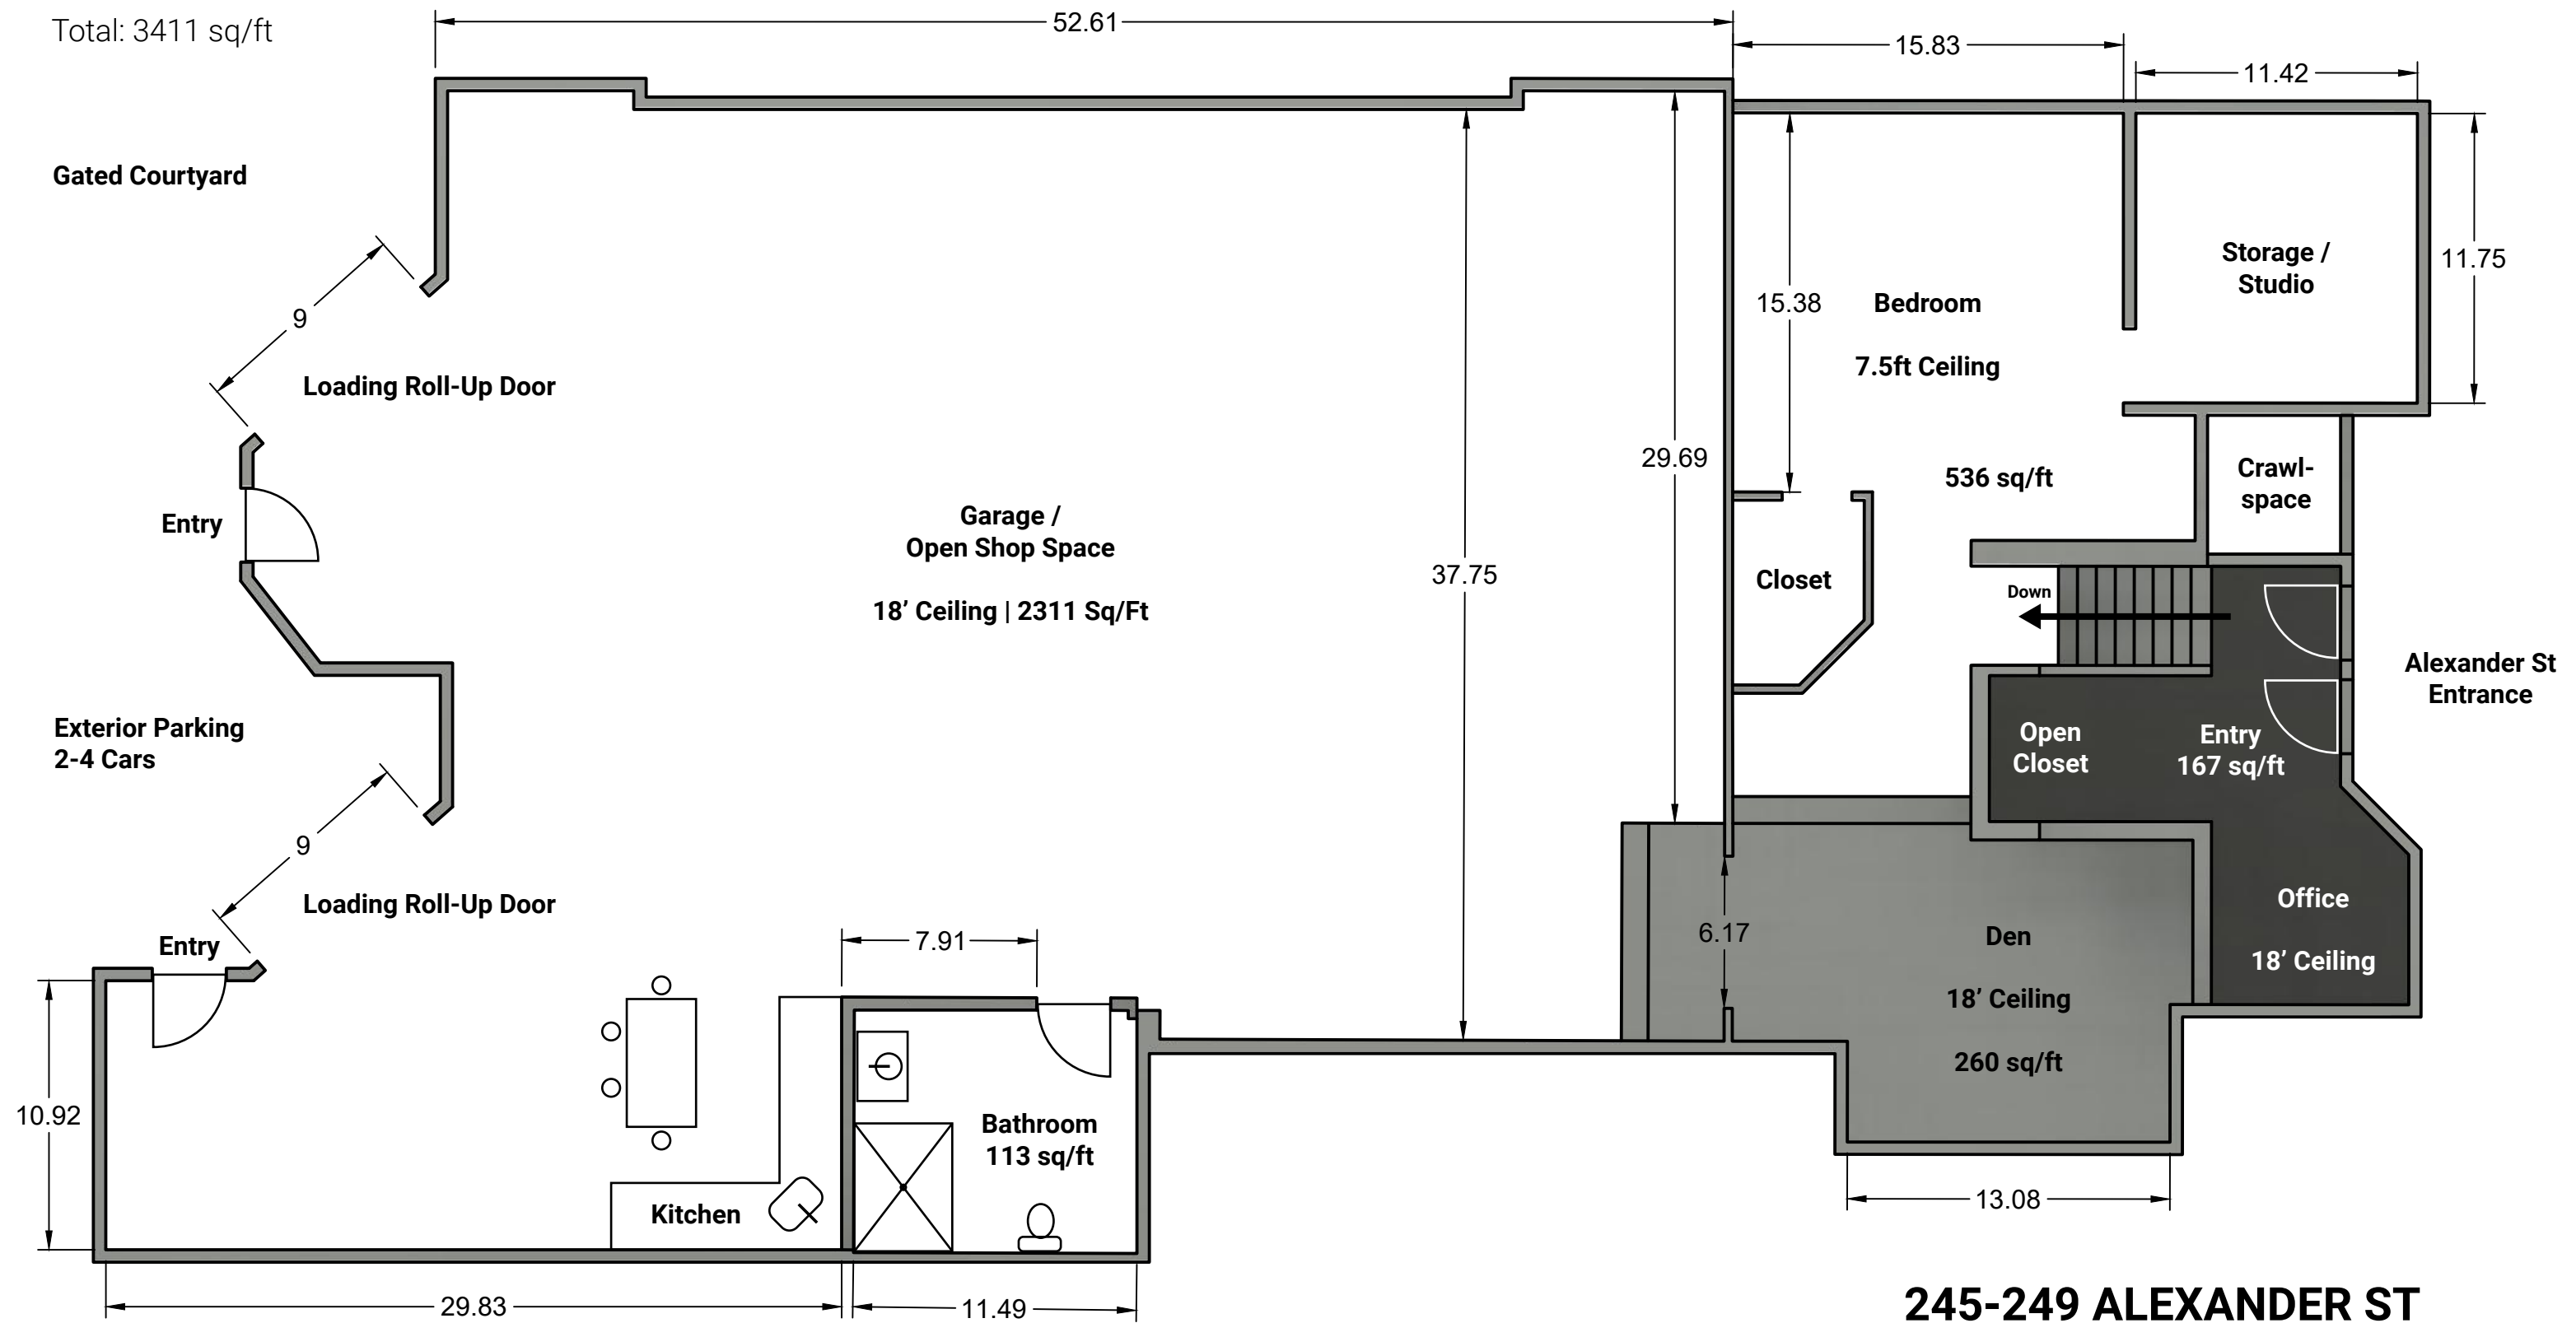 Total: 3411 sq/ft
52.61
15.83
11.42
Gated Courtyard
9
Loading Roll-Up Door
Entry
Garage /
Open Shop Space
18’ Ceiling | 2311 Sq/Ft
37.75
29.69
15.38
Bedroom
7.5ft Ceiling
536 sq/ft
Storage /
Studio
11.75
Crawl-
space
Closet
Down
Alexander St
Entrance
Open
Closet
Entry
167 sq/ft
Exterior Parking
2-4 Cars
9
Loading Roll-Up Door
Entry
7.91
6.17
Den
18’ Ceiling
260 sq/ft
Office
18’ Ceiling
10.92
Kitchen
Bathroom
113 sq/ft
13.08
29.83
11.49
245-249 ALEXANDER ST